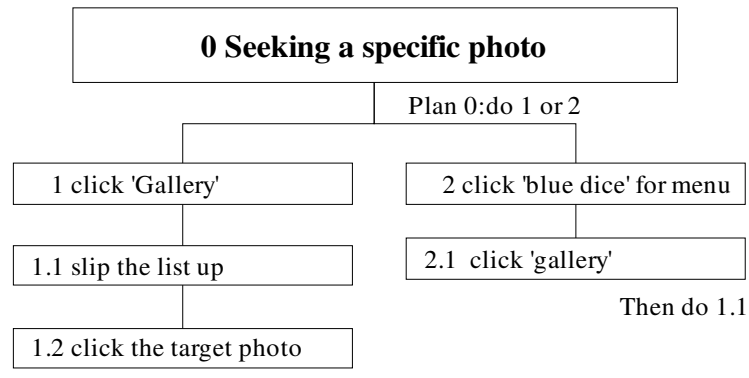 0 Seeking a specific photo
Plan 0:do 1 or 2
1 click 'Gallery'
2 click 'blue dice' for menu
1.1 slip the list up
2.1 click 'gallery'
Then do 1.1
1.2 click the target photo